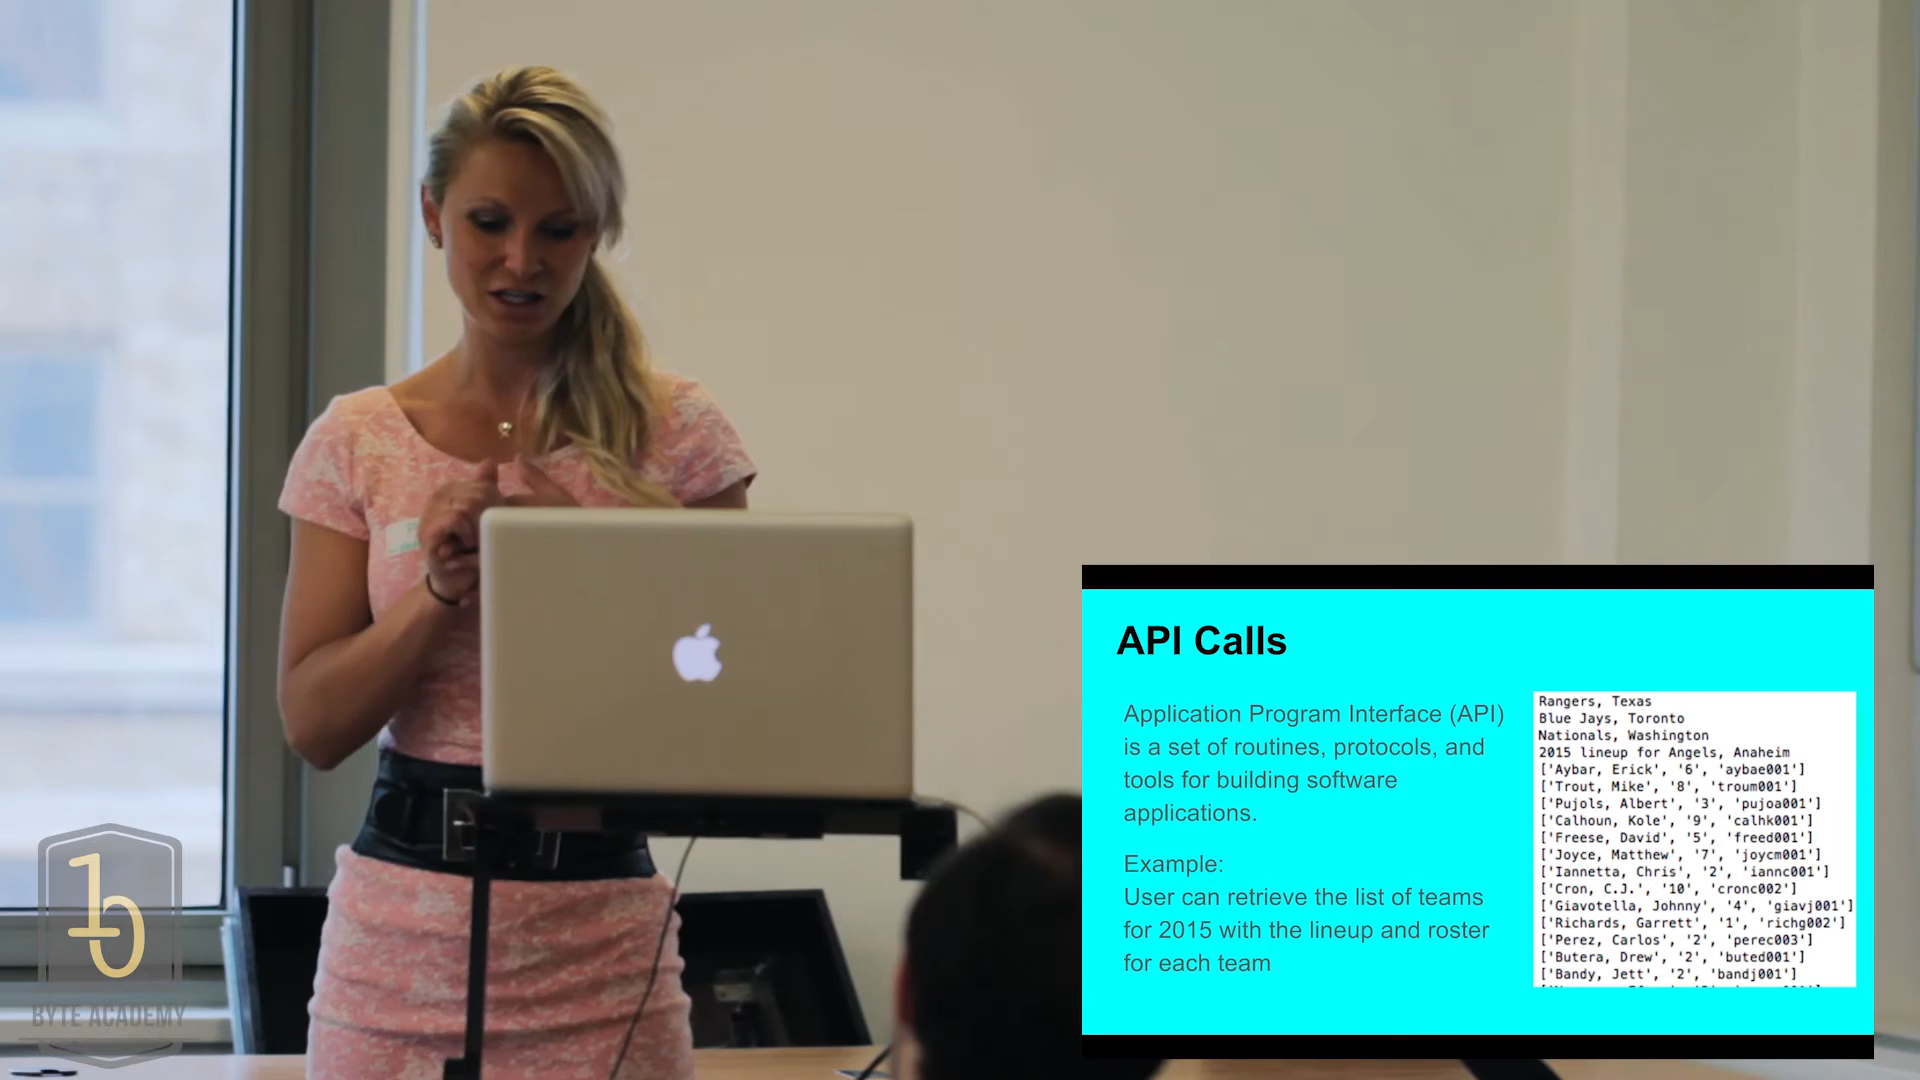 API Calls
Application Program Interface (API)
is a set of routines, protocols, and
tools for building software
applications.
Example:
User can retrieve the list of teams
for 2015 with the lineup and roster
for each team
Rangers, Texas
Blue Jays, Toronto
Nationals, Washington
2015 lineup for Angels, Anaheim
['Aybar, Erick', '6', 'aybae001']
['Trout, Mike', '8', 'troum001']
['Pujols, Albert', '3', 'pujoa001']
['Calhoun, Kole', '9', 'calhk001']
['Freese, David', '5', 'freed001']
['Joyce, Matthew', '7', 'joycm001']
['Iannetta, Chris', '2', 'iannc001']
['Cron, C.J.', '10', 'cronc002']
['Giavotella, Johnny', '4', 'giavj001']
['Richards, Garrett', '1', 'richg002']
['Perez, Carlos', '2', 'perec003']
['Butera, Drew', '2', 'buted001']
['Bandy, Jett', '2', 'bandj001']
BYTE ACADEMY